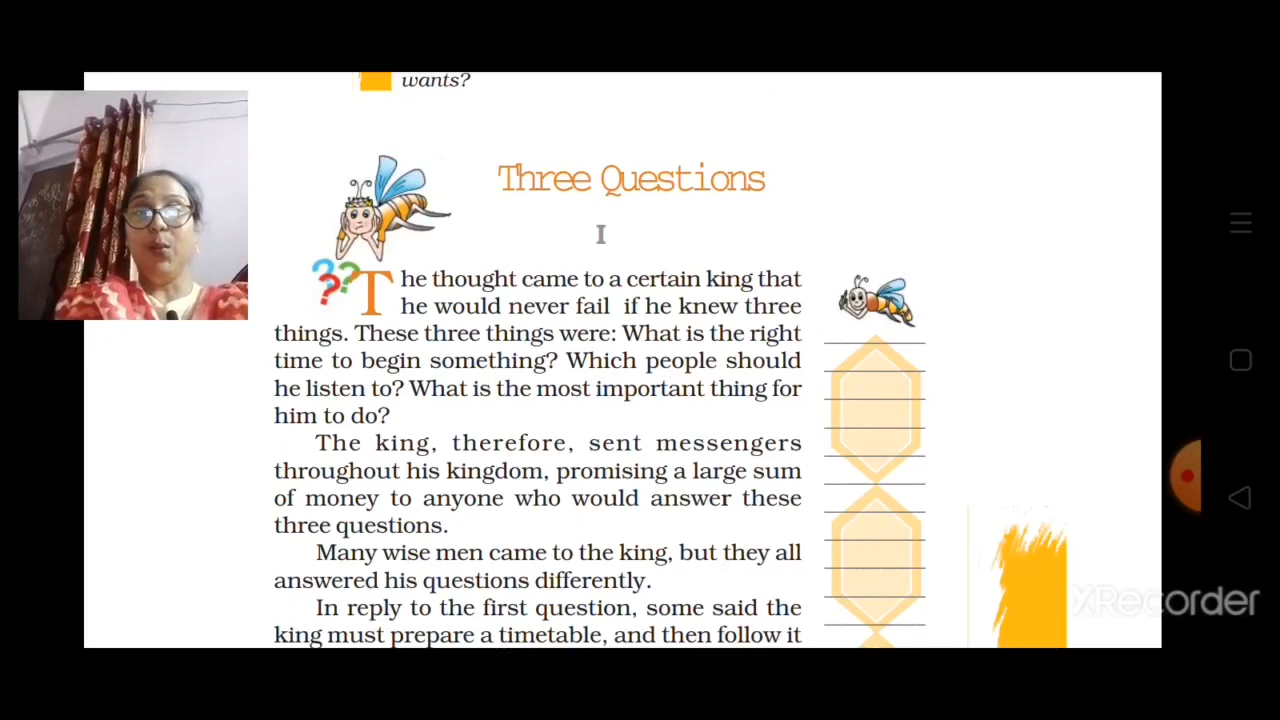 wants?
Three Questions
I
The thought came to a certain king that
he would never fail if he knew three
things. These three things were: What is the right
time to begin something? Which people should
he listen to? What is the most important thing for
him to do?
The king, therefore, sent messengers
throughout his kingdom, promising a large sum
of money to anyone who would answer these
three questions.
Many wise men came to the king, but they all
answered his questions differently.
In reply to the first question, some said the
king must prepare a timetable, and then follow it
XRecorder